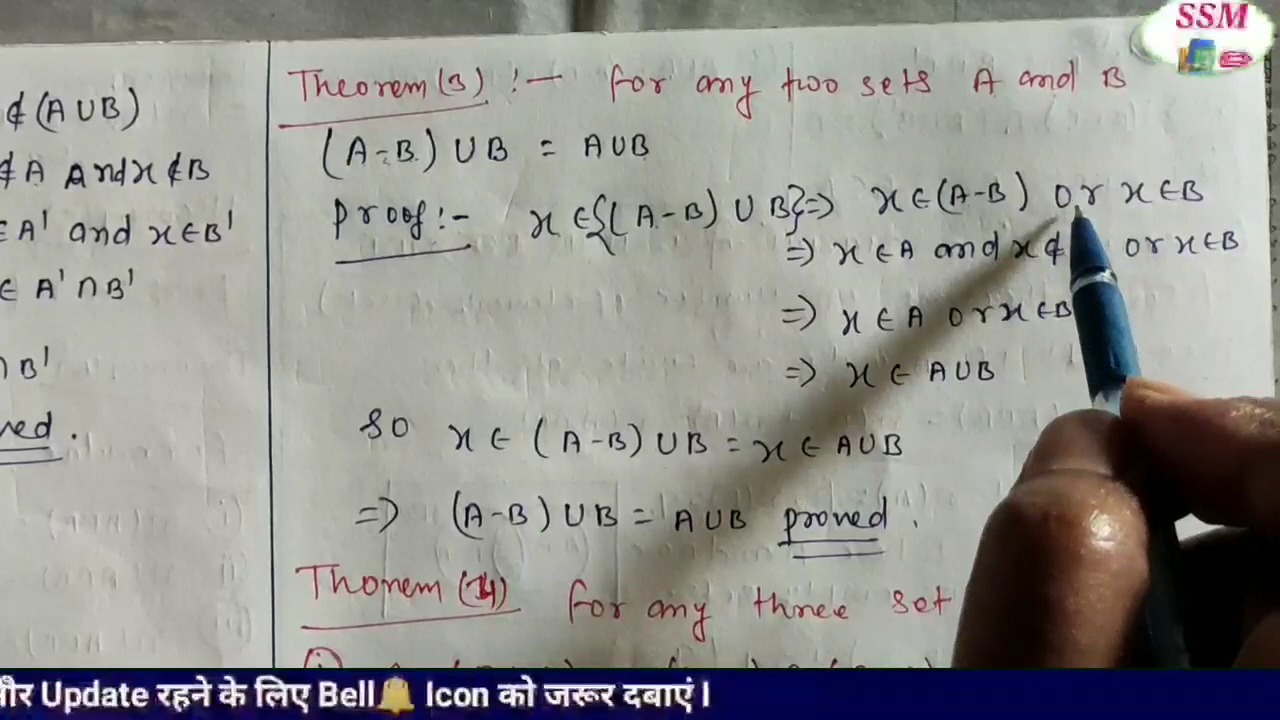 SSM
∉ (A∪B)
∉ A And x ∉ B
∈ A' and x ∈ B'
∈ A' ∩ B'
∩ B'
ved.
Theorem (3) :- for any two sets A and B
(A-B) ∪ B = A∪B
Proof :- x ∈ {(A-B) ∪ B} => x ∈ (A-B) or x ∈ B
=> x ∈ A and x ∉ or x ∈ B
=> x ∈ A or x ∈ B
=> x ∈ A∪B
So x ∈ (A-B) ∪ B = x ∈ A∪B
=> (A-B) ∪ B = A∪B proved.
Thorem (4) for any three set
और Update रहने के लिए Bell🔔 Icon को जरूर दबाएं।